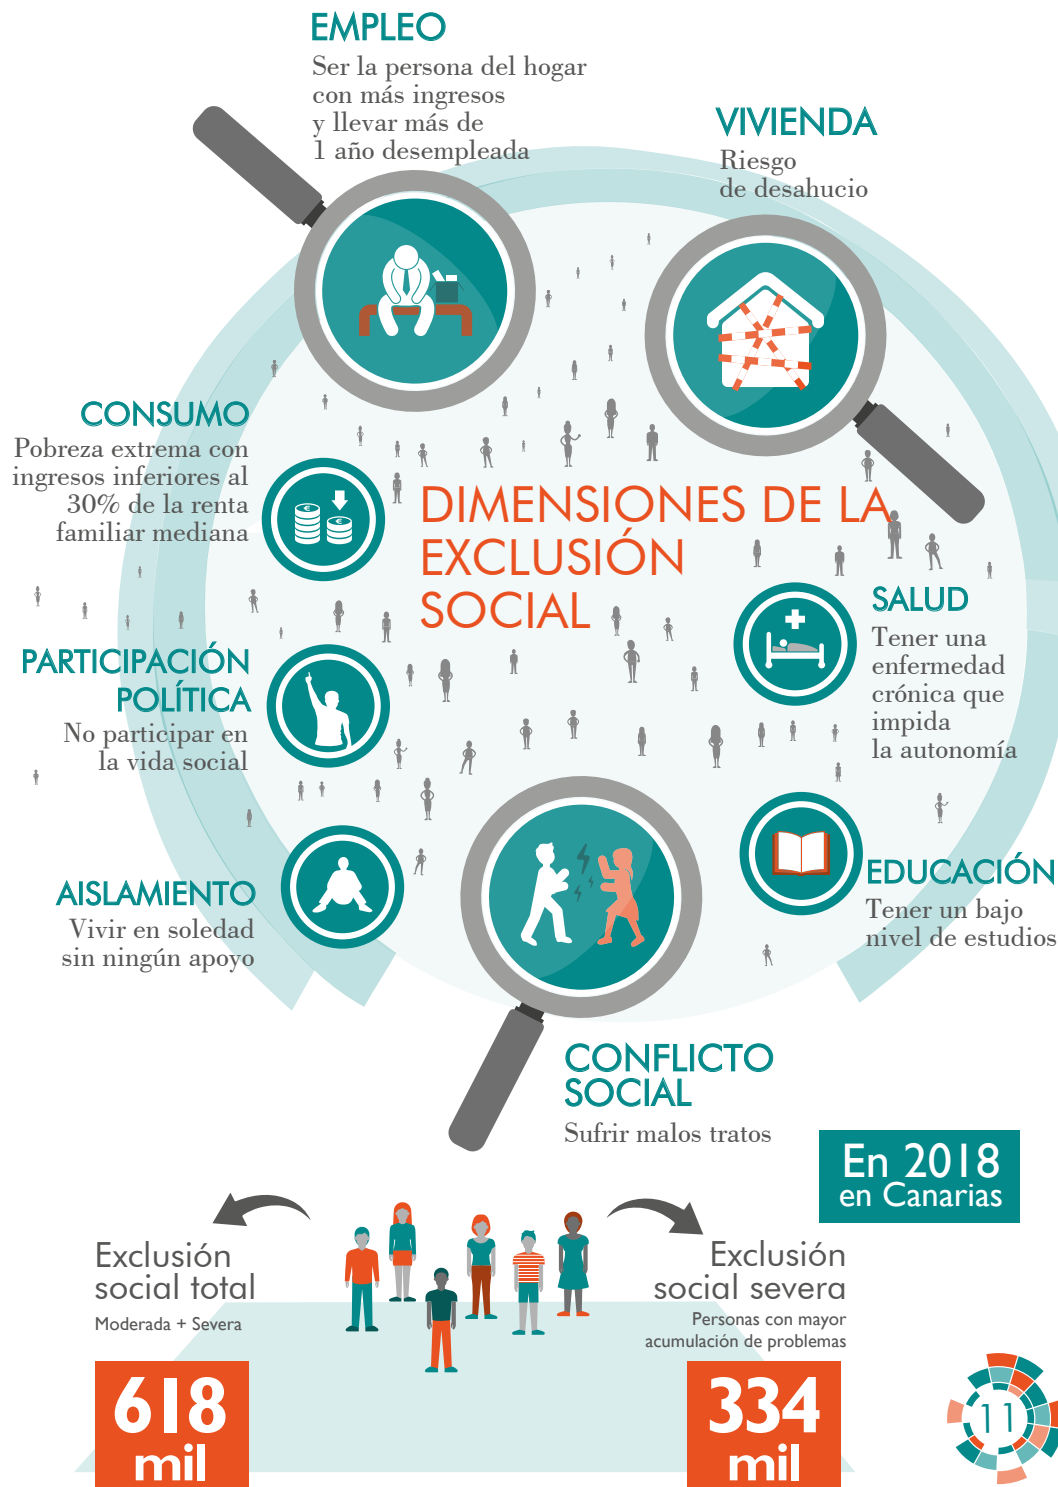 EMPLEO
Ser la persona del hogar
con más ingresos
y llevar más de
1 año desempleada
VIVIENDA
Riesgo
de desahucio
CONSUMO
Pobreza extrema con
ingresos inferiores al
30% de la renta
familiar mediana
DIMENSIONES DE LA
EXCLUSIÓN
SOCIAL
SALUD
Tener una
enfermedad
crónica que
impida
la autonomía
PARTICIPACIÓN
POLÍTICA
No participar en
la vida social
AISLAMIENTO
Vivir en soledad
sin ningún apoyo
EDUCACIÓN
Tener un bajo
nivel de estudios
CONFLICTO
SOCIAL
Sufrir malos tratos
En 2018
en Canarias
Exclusión
social total
Moderada + Severa
618
mil
Exclusión
social severa
Personas con mayor
acumulación de problemas
334
mil
11